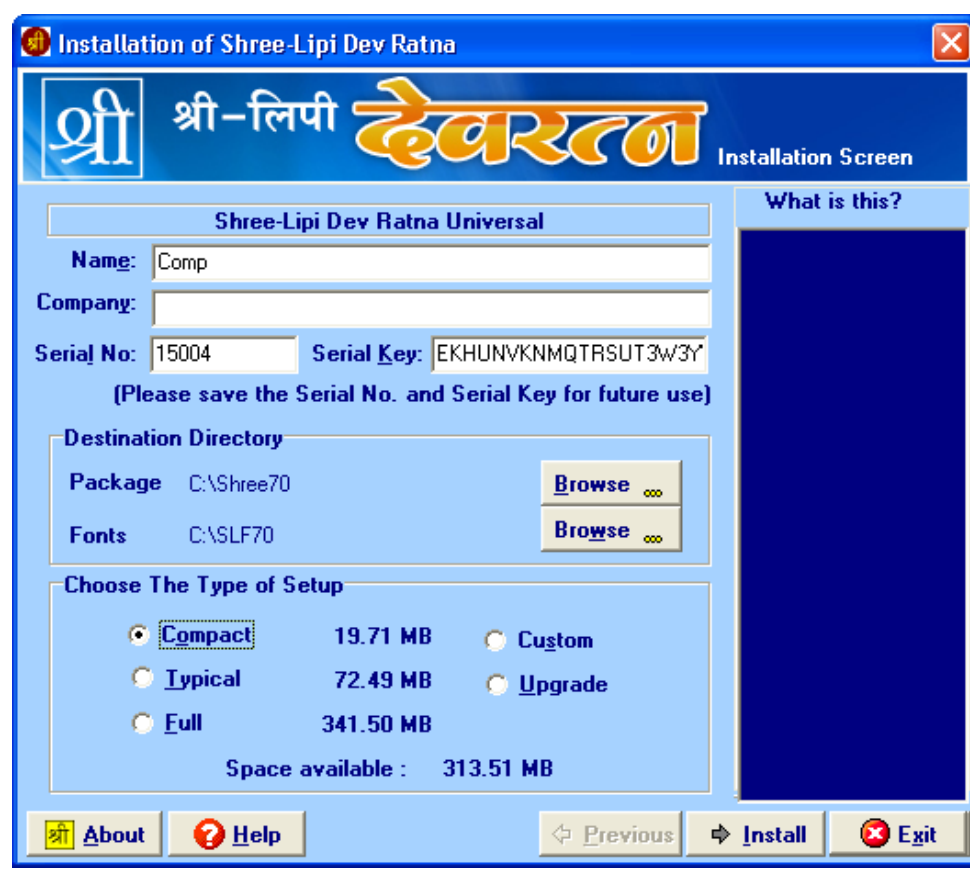 Installation of Shree-Lipi Dev Ratna
श्री श्री-लिपी देवरत्न Installation Screen
What is this?
Shree-Lipi Dev Ratna Universal
Name: Comp
Company:
Serial No: 15004 Serial Key: EKHUNVKNMQTRSUT3W3Y
(Please save the Serial No. and Serial Key for future use)
Destination Directory
Package C:\Shree70 Browse ...
Fonts C:\SLF70 Browse ...
Choose The Type of Setup
Compact 19.71 MB Custom
Typical 72.49 MB Upgrade
Full 341.50 MB
Space available : 313.51 MB
श्री About ? Help Previous Install Exit